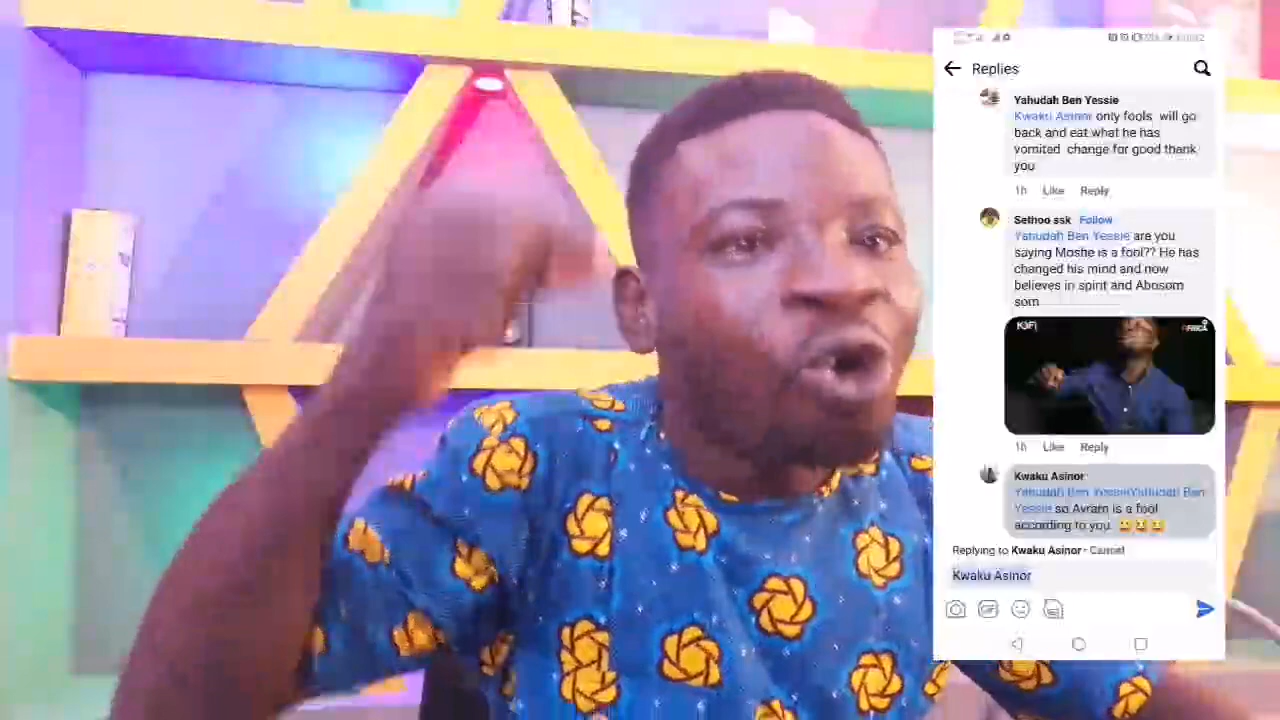 Replies
Yahudah Ben Yessie
Kwaku Asinor only fools will go
back and eat what he has
vomited change for good thank
you
1h Like Reply
Sethoo ssk Follow
Yahudah Ben Yessie are you
saying Moshe is a fool?? He has
changed his mind and now
believes in spirit and Abosom
som
1h Like Reply
Kwaku Asinor
Yahudah Ben YessieYahudah Ben
Yessie so Avram is a fool
according to you 😀😀😀
Replying to Kwaku Asinor · Cancel
Kwaku Asinor